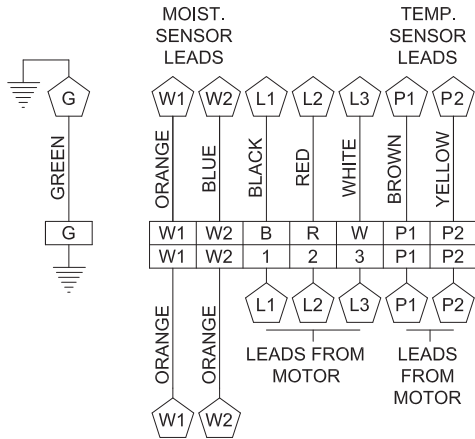 MOIST. SENSOR LEADS
TEMP. SENSOR LEADS
G
W1 W2 L1 L2 L3 P1 P2
GREEN
ORANGE BLUE BLACK RED WHITE BROWN YELLOW
G
W1 W2 B R W P1 P2
W1 W2 1 2 3 P1 P2
L1 L2 L3 P1 P2
LEADS FROM MOTOR
LEADS FROM MOTOR
ORANGE ORANGE
W1 W2